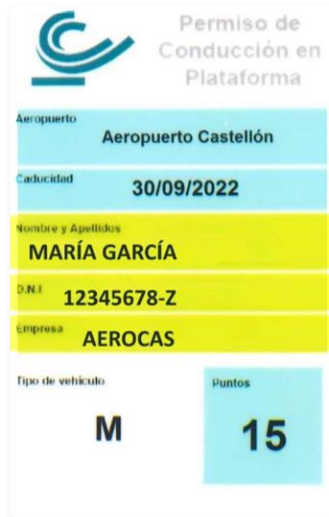 Permiso de
Conducción en
Plataforma
Aeropuerto
Aeropuerto Castellón
Caducidad
30/09/2022
Nombre y Apellidos
MARÍA GARCÍA
D.N.I
12345678-Z
Empresa
AEROCAS
Tipo de vehículo
Puntos
M
15